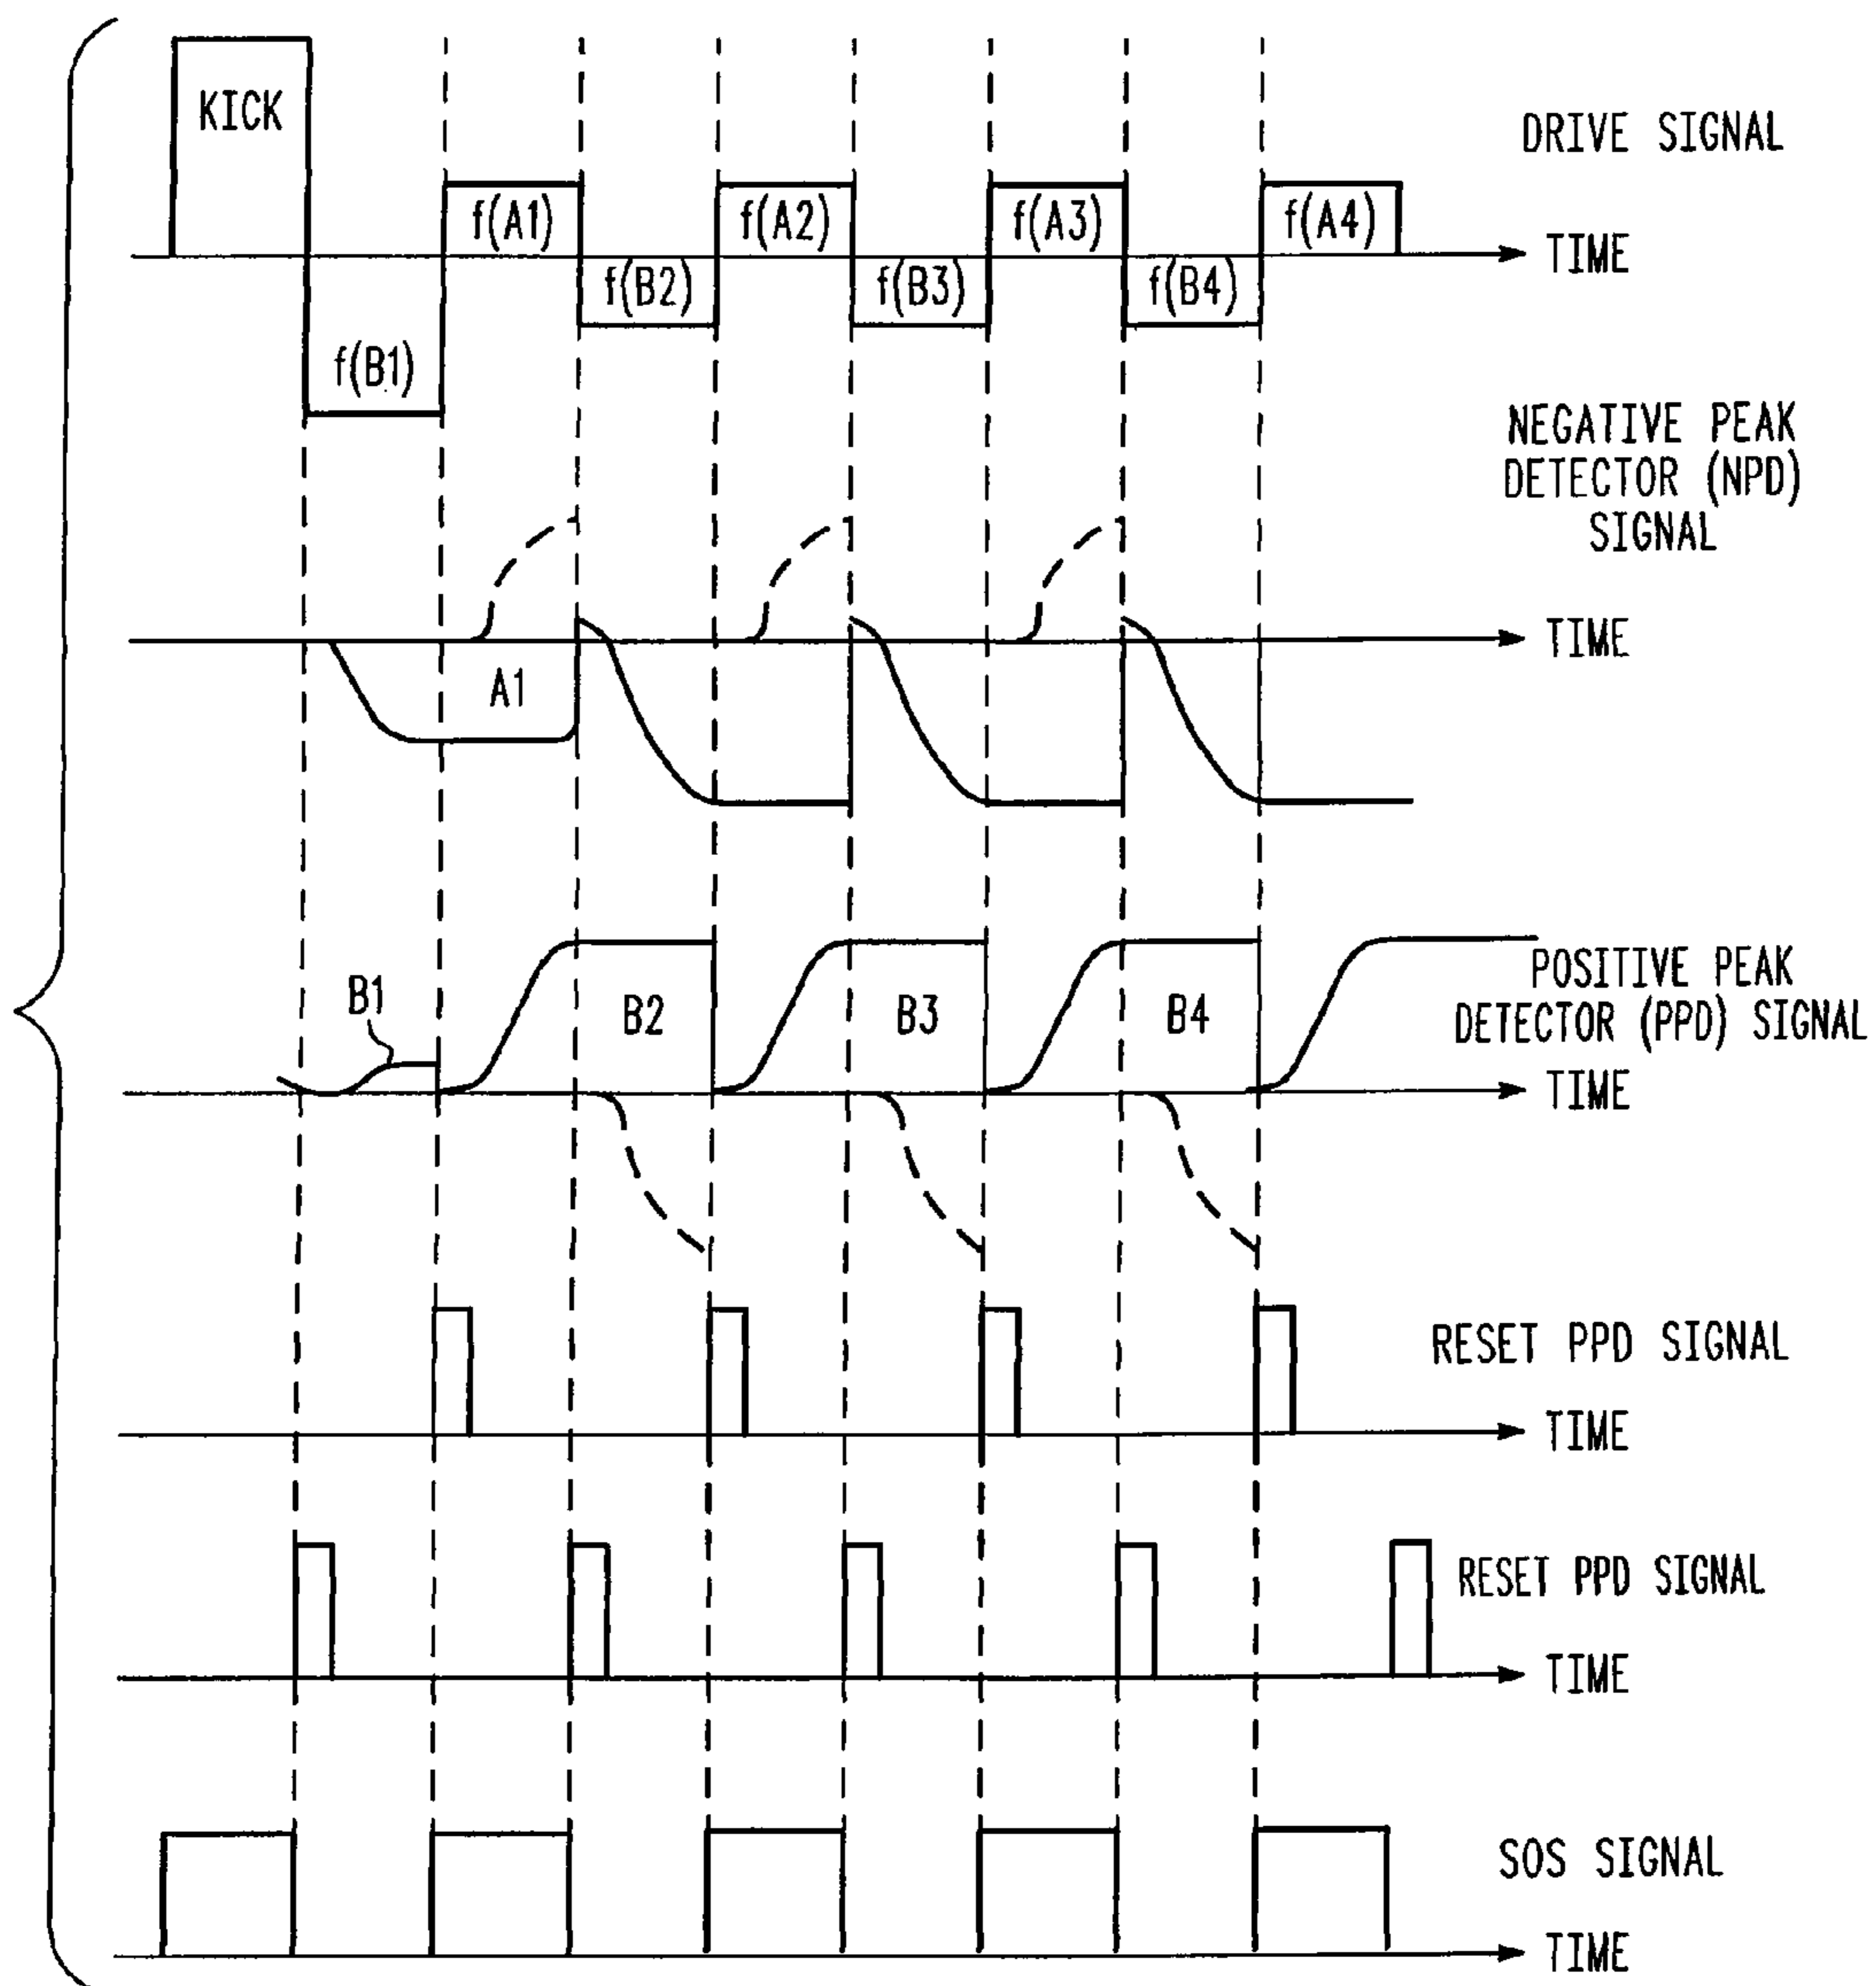 KICK
DRIVE SIGNAL
f(A1)
f(A2)
f(A3)
f(A4)
TIME
f(B2)
f(B3)
f(B4)
f(B1)
NEGATIVE PEAK
DETECTOR (NPD)
SIGNAL
TIME
A1
B1
B2
B3
B4
POSITIVE PEAK
DETECTOR (PPD) SIGNAL
TIME
RESET PPD SIGNAL
TIME
RESET PPD SIGNAL
TIME
SOS SIGNAL
TIME